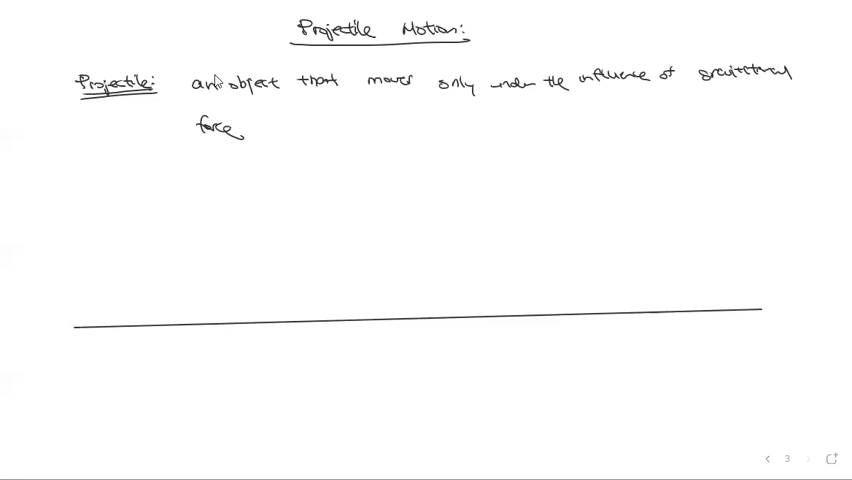 Projectile Motion:
Projectile: an object that moves only under the influence of gravitational
force.
3